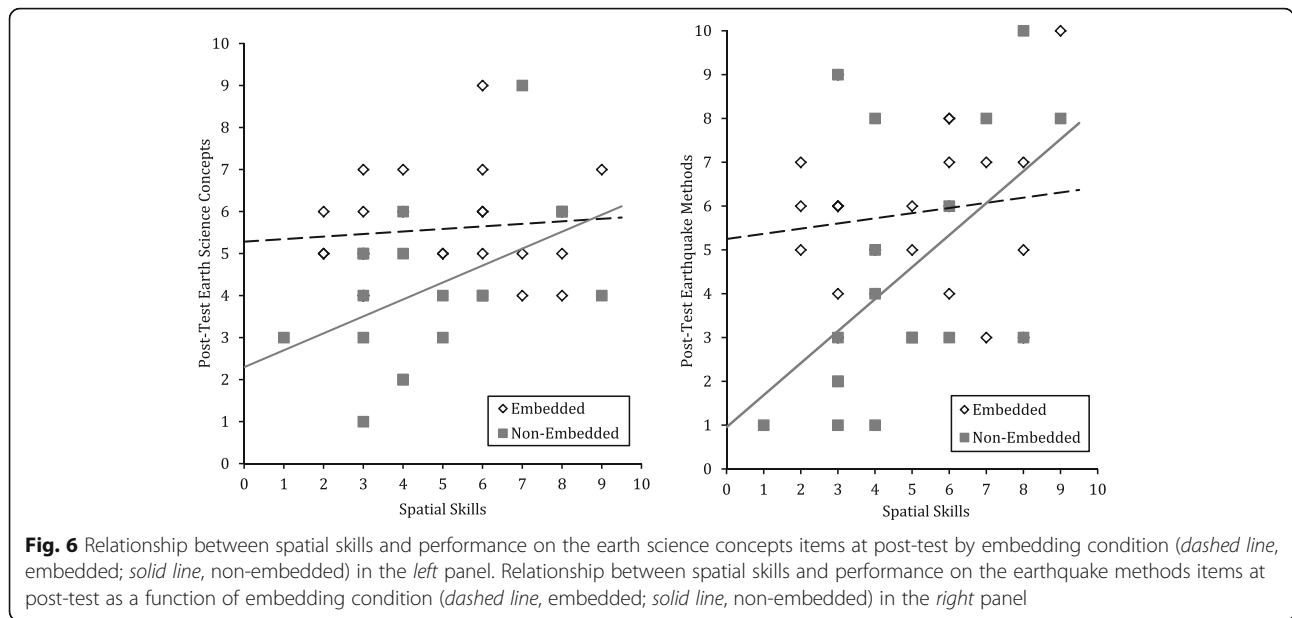 10
9
8
7
6
5
4
3
2
1
0
Post-Test Earth Science Concepts
0 1 2 3 4 5 6 7 8 9 10
Spatial Skills
Embedded
Non-Embedded
10
9
8
7
6
5
4
3
2
1
0
Post-Test Earthquake Methods
0 1 2 3 4 5 6 7 8 9 10
Spatial Skills
Embedded
Non-Embedded
Fig. 6 Relationship between spatial skills and performance on the earth science concepts items at post-test by embedding condition (dashed line,
embedded; solid line, non-embedded) in the left panel. Relationship between spatial skills and performance on the earthquake methods items at
post-test as a function of embedding condition (dashed line, embedded; solid line, non-embedded) in the right panel